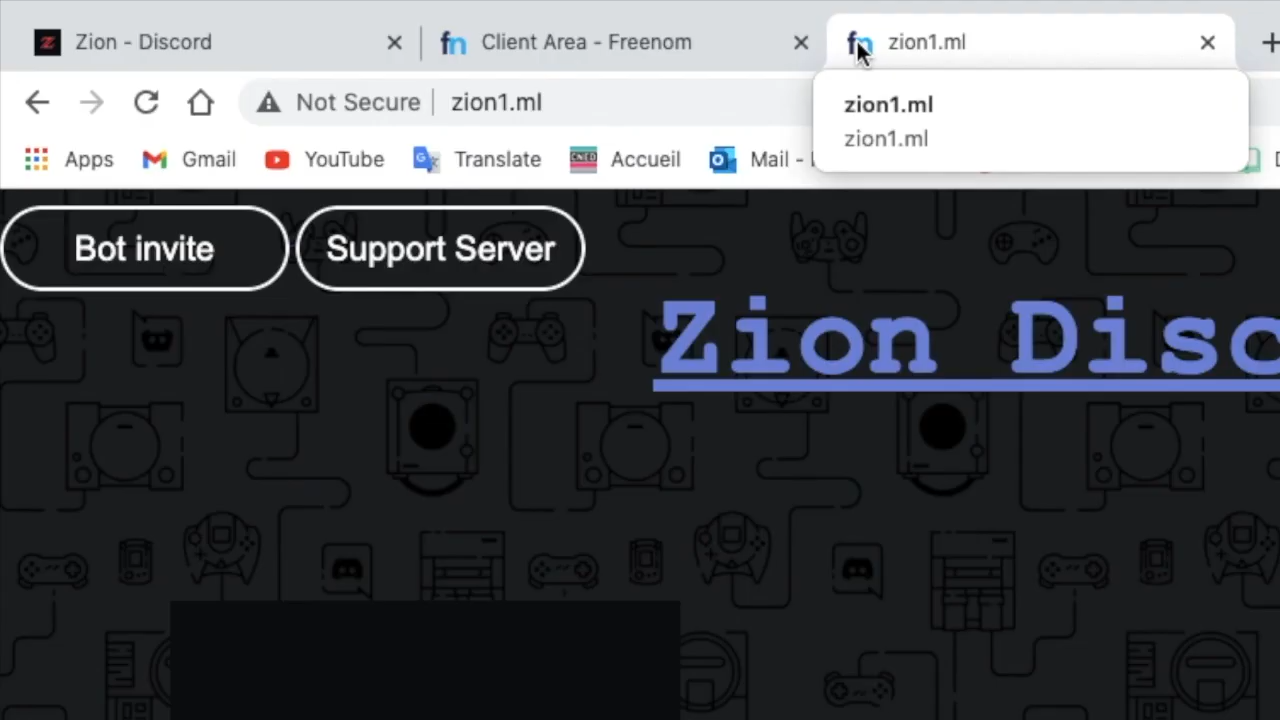 Zion - Discord
Client Area - Freenom
zion1.ml
Not Secure
zion1.ml
zion1.ml
zion1.ml
Apps
Gmail
YouTube
Translate
CNED
Accueil
Mail -
Bot invite
Support Server
Zion Disc